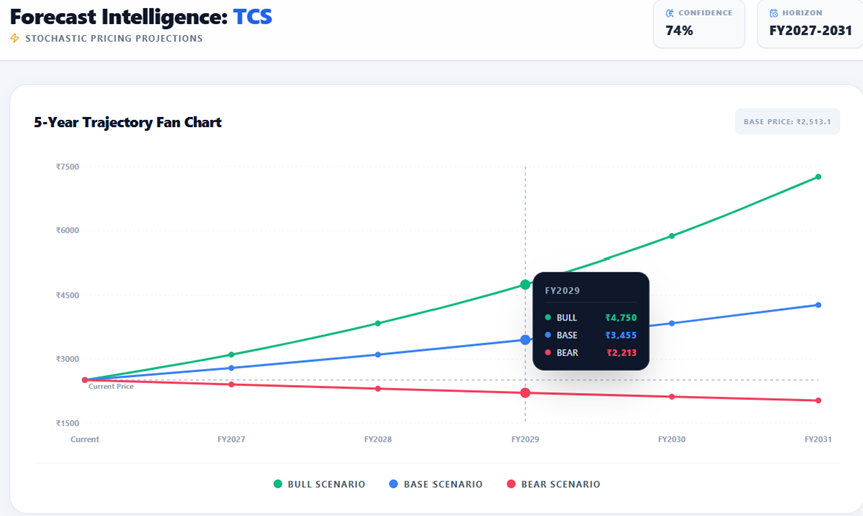 Forecast Intelligence: TCS
STOCHASTIC PRICING PROJECTIONS
CONFIDENCE
74%
HORIZON
FY2027-2031
5-Year Trajectory Fan Chart
BASE PRICE: ₹2,513.1
₹7500
₹6000
₹4500
₹3000
₹1500
Current Price
FY2029
BULL ₹4,750
BASE ₹3,455
BEAR ₹2,213
Current FY2027 FY2028 FY2029 FY2030 FY2031
BULL SCENARIO BASE SCENARIO BEAR SCENARIO